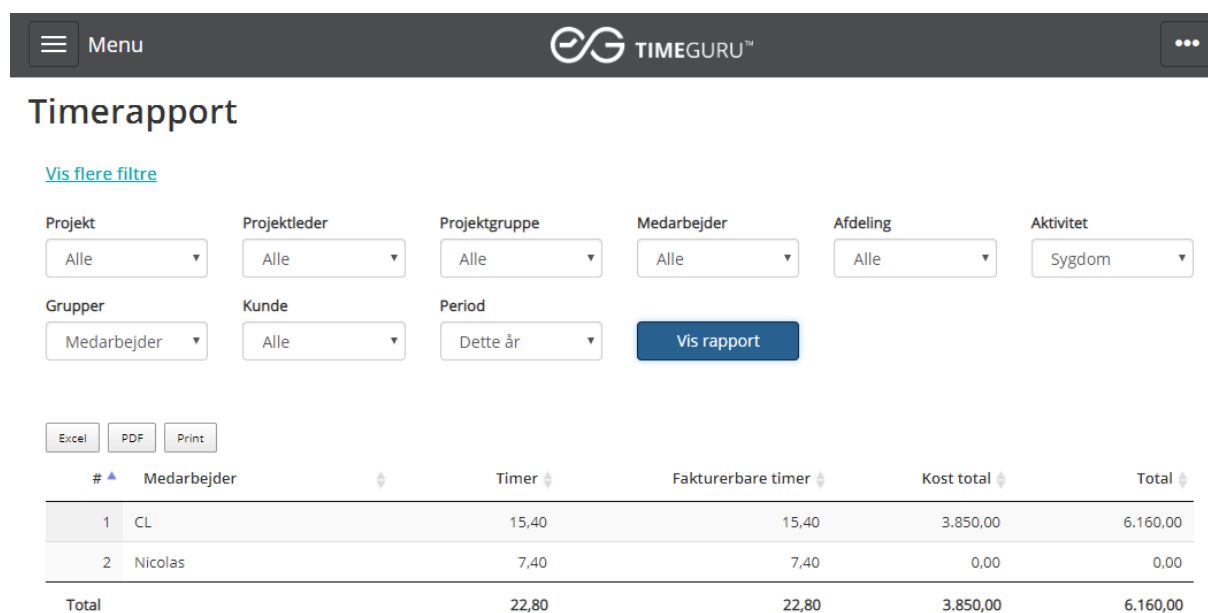 Menu
TIMEGURU™
Timerapport
Vis flere filtre
Projekt Projektleder Projektgruppe Medarbejder Afdeling Aktivitet
Alle Alle Alle Alle Alle Sygdom
Grupper Kunde Period
Medarbejder Alle Dette år Vis rapport
Excel PDF Print
# Medarbejder Timer Fakturerbare timer Kost total Total
1 CL 15,40 15,40 3.850,00 6.160,00
2 Nicolas 7,40 7,40 0,00 0,00
Total 22,80 22,80 3.850,00 6.160,00